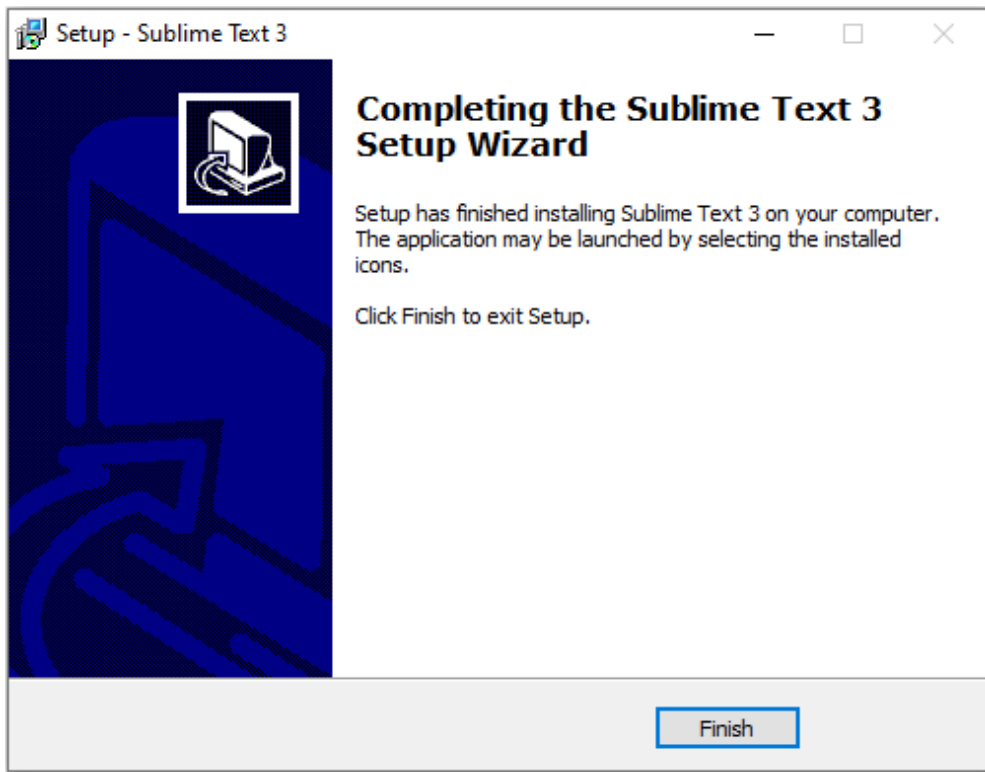 Setup - Sublime Text 3
Completing the Sublime Text 3
Setup Wizard
Setup has finished installing Sublime Text 3 on your computer.
The application may be launched by selecting the installed
icons.
Click Finish to exit Setup.
Finish